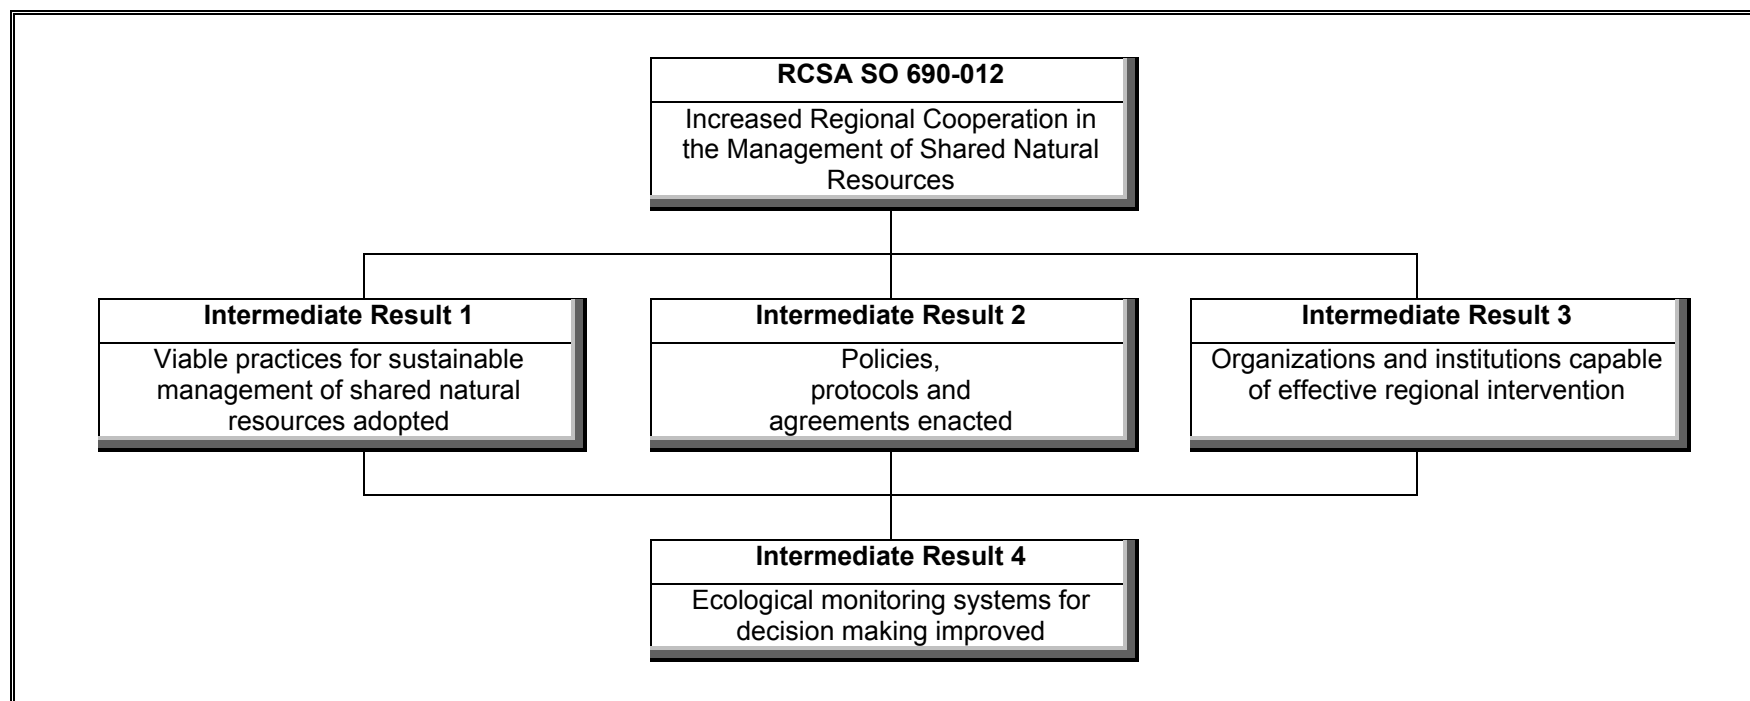 RCSA SO 690-012
Increased Regional Cooperation in
the Management of Shared Natural
Resources
Intermediate Result 1
Viable practices for sustainable
management of shared natural
resources adopted
Intermediate Result 2
Policies,
protocols and
agreements enacted
Intermediate Result 3
Organizations and institutions capable
of effective regional intervention
Intermediate Result 4
Ecological monitoring systems for
decision making improved